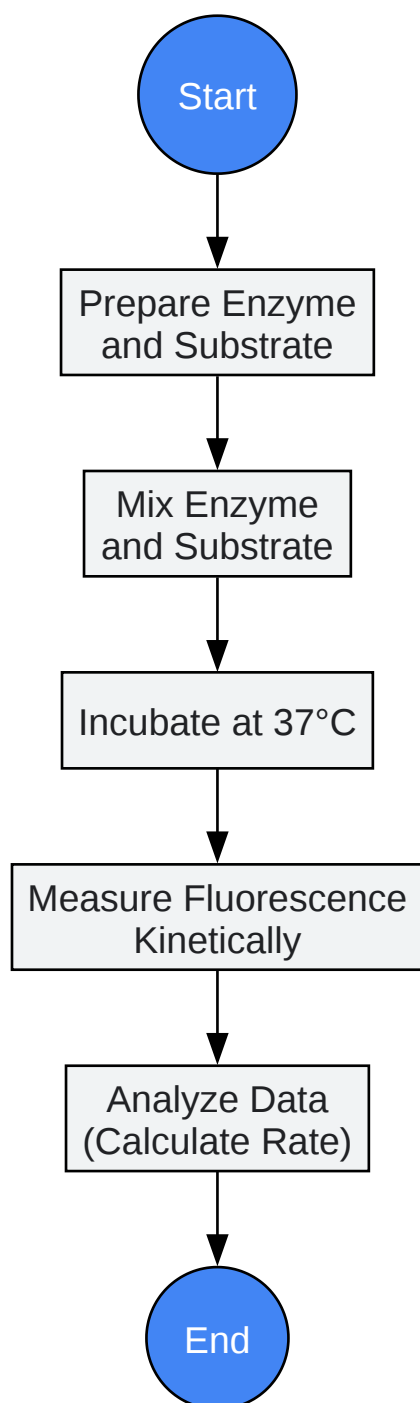 Start
Prepare Enzyme
and Substrate
Mix Enzyme
and Substrate
Incubate at 37°C
Measure Fluorescence
Kinetically
Analyze Data
(Calculate Rate)
End